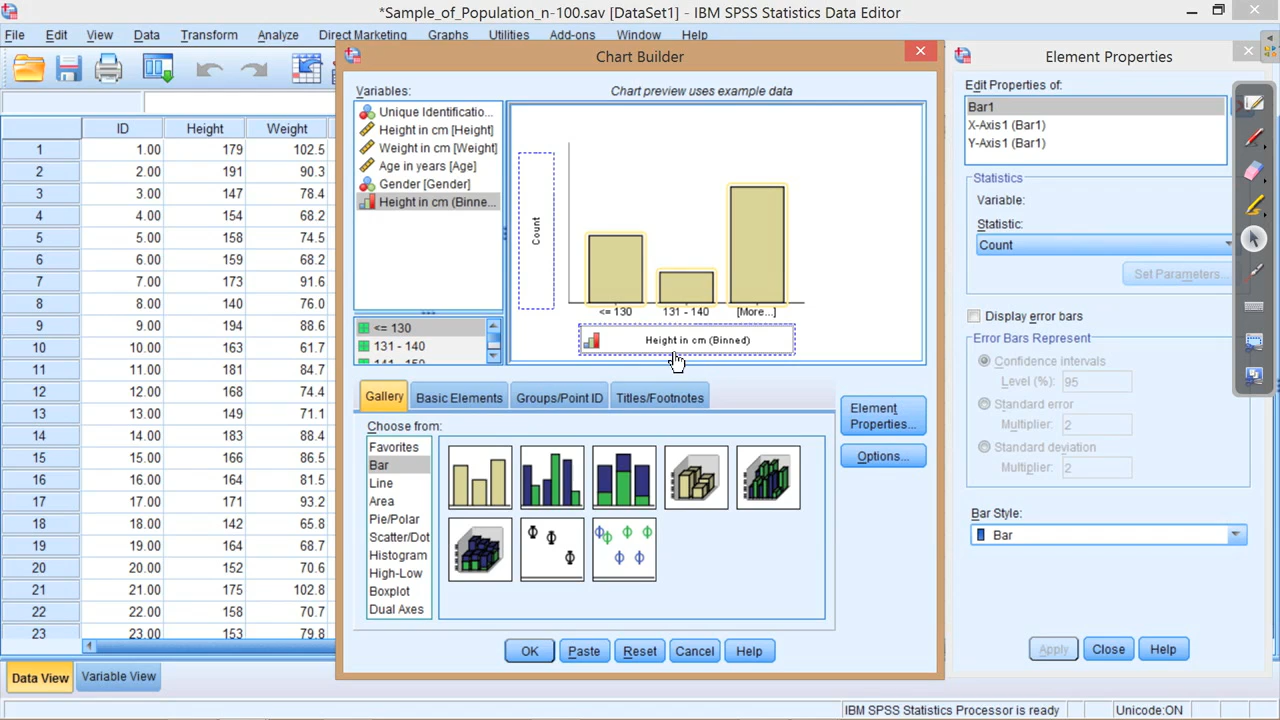 *Sample_of_Population_n-100.sav [DataSet1] - IBM SPSS Statistics Data Editor
File Edit View Data Transform Analyze Direct Marketing Graphs Utilities Add-ons Window Help
Chart Builder
Element Properties
Variables:
Chart preview uses example data
Unique Identificatio...
Height in cm [Height]
Weight in cm [Weight]
Age in years [Age]
Gender [Gender]
Height in cm (Binne...
<= 130
131 - 140
Count
<= 130 131 - 140 [More...]
Height in cm (Binned)
Gallery Basic Elements Groups/Point ID Titles/Footnotes
Choose from:
Favorites
Bar
Line
Area
Pie/Polar
Scatter/Dot
Histogram
High-Low
Boxplot
Dual Axes
Element
Properties...
Options...
OK Paste Reset Cancel Help
Edit Properties of:
Bar1
X-Axis1 (Bar1)
Y-Axis1 (Bar1)
Statistics
Variable:
Statistic:
Count
Set Parameters...
Display error bars
Error Bars Represent
Confidence intervals
Level (%): 95
Standard error
Multiplier: 2
Standard deviation
Multiplier: 2
Bar Style:
Bar
Apply Close Help
ID Height Weight
1 1.00 179 102.5
2 2.00 191 90.3
3 3.00 147 78.4
4 4.00 154 68.2
5 5.00 158 74.5
6 6.00 159 68.2
7 7.00 173 91.6
8 8.00 140 76.0
9 9.00 194 88.6
10 10.00 163 61.7
11 11.00 181 84.7
12 12.00 168 73.4
13 13.00 149 71.1
14 14.00 183 88.4
15 15.00 166 86.5
16 16.00 164 81.5
17 17.00 171 93.2
18 18.00 142 65.8
19 19.00 164 68.7
20 20.00 152 70.6
21 21.00 175 102.8
22 22.00 158 70.7
23 23.00 153 79.8
Data View Variable View
IBM SPSS Statistics Processor is ready Unicode:ON